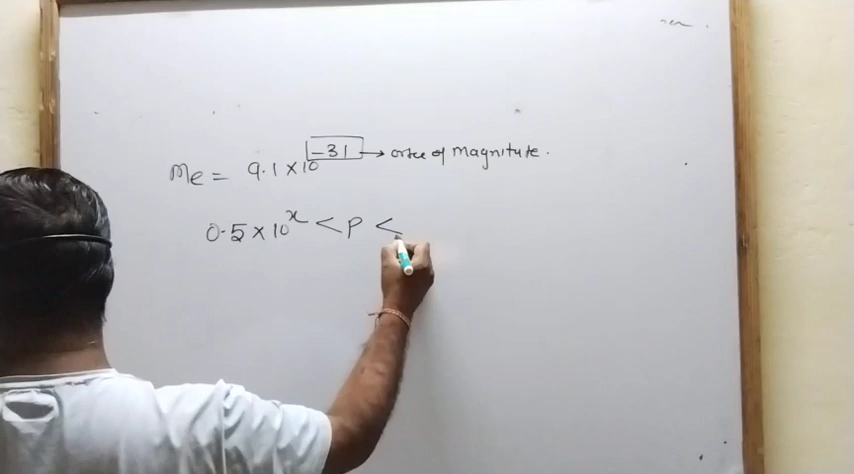 Me = 9.1 × 10^-31 → order of magnitute.
0.5 × 10^x < P <